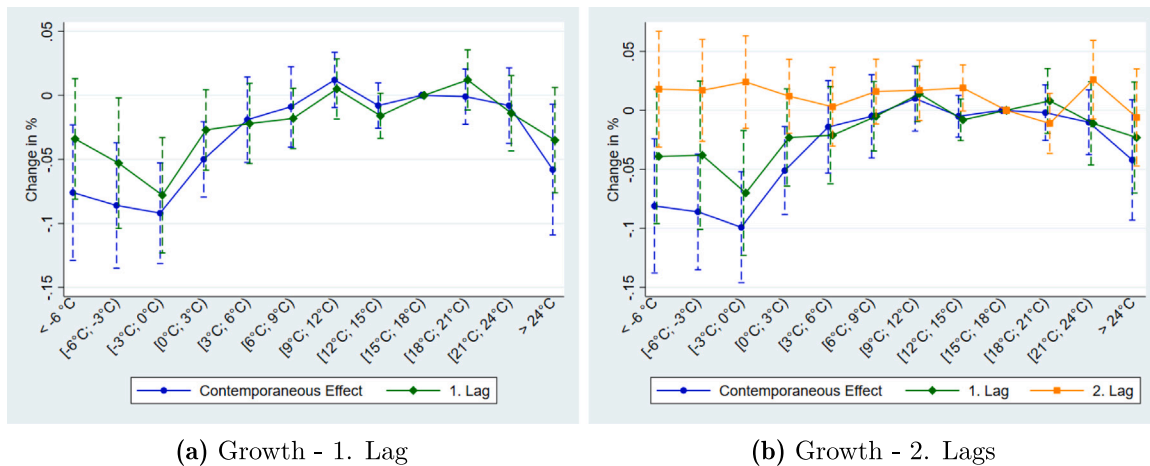 .05
0
-.05
-.1
-.15
Change in %
< -6°C
[-6°C; -3°C)
[-3°C; 0°C)
[0°C; 3°C)
[3°C; 6°C)
[6°C; 9°C)
[9°C; 12°C)
[12°C; 15°C)
[15°C; 18°C)
[18°C; 21°C)
[21°C; 24°C)
> 24°C
Contemporaneous Effect 1. Lag
(a) Growth - 1. Lag
.05
0
-.05
-.1
-.15
Change in %
< -6°C
[-6°C; -3°C)
[-3°C; 0°C)
[0°C; 3°C)
[3°C; 6°C)
[6°C; 9°C)
[9°C; 12°C)
[12°C; 15°C)
[15°C; 18°C)
[18°C; 21°C)
[21°C; 24°C)
> 24°C
Contemporaneous Effect 1. Lag 2. Lag
(b) Growth - 2. Lags